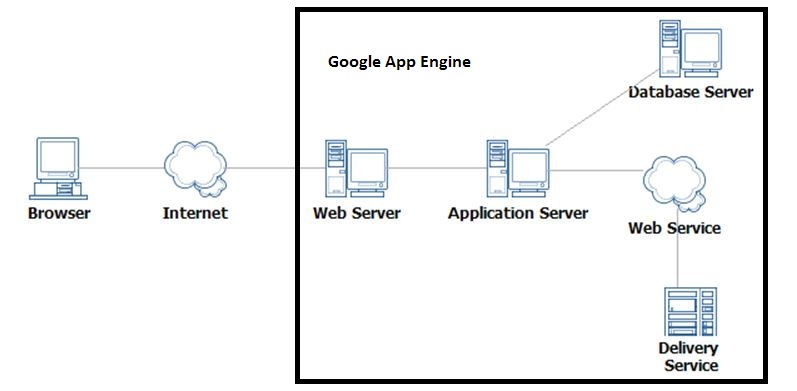 Google App Engine
Database Server
Browser
Internet
Web Server
Application Server
Web Service
Delivery
Service